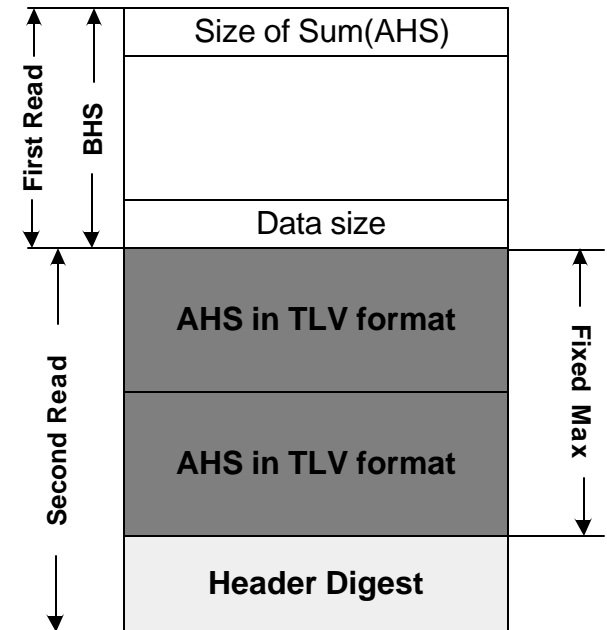 Size of Sum(AHS)
First Read
BHS
Data size
AHS in TLV format
Second Read
Fixed Max
AHS in TLV format
Header Digest